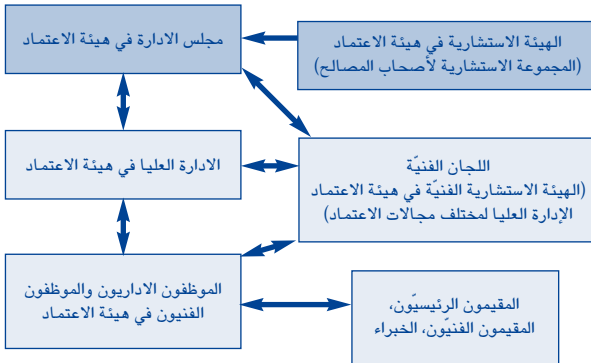 الهيئة الاستشارية في هيئة الاعتماد
(المجموعة الاستشارية لأصحاب المصالح)
مجلس الادارة في هيئة الاعتماد
اللجان الفنيّة
(الهيئة الاستشارية الفنيّة في هيئة الاعتماد
الإدارة العليا لمختلف مجالات الاعتماد)
الادارة العليا في هيئة الاعتماد
الموظفون الاداريون والموظفون
الفنيون في هيئة الاعتماد
المقيمون الرئيسيّون،
المقيمون الفنيّون، الخبراء